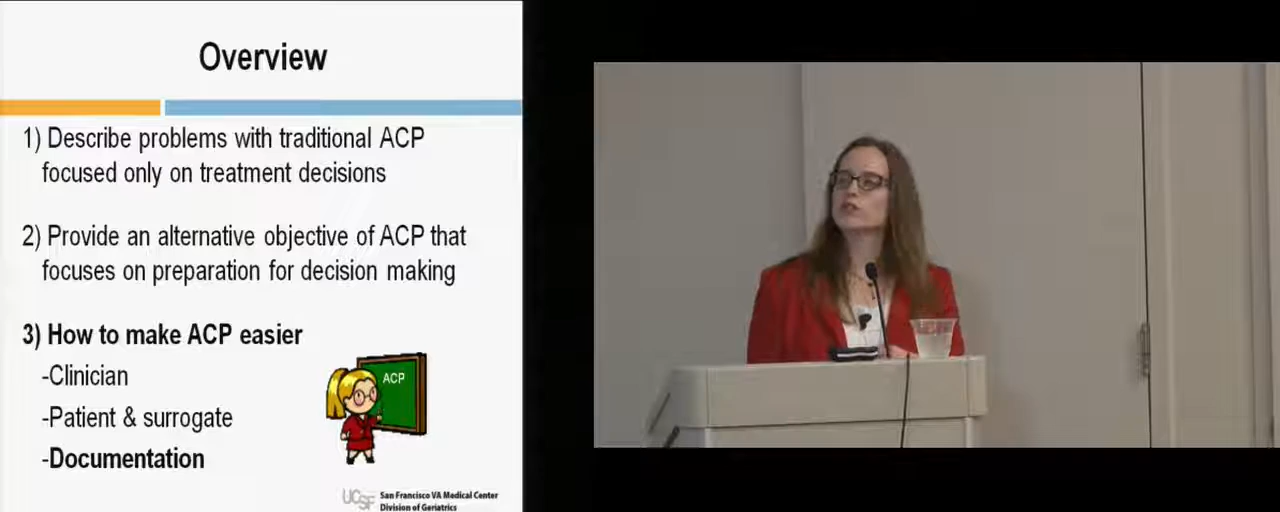 Overview
1) Describe problems with traditional ACP
focused only on treatment decisions
2) Provide an alternative objective of ACP that
focuses on preparation for decision making
3) How to make ACP easier
-Clinician
-Patient & surrogate
-Documentation
ACP
UCSF
San Francisco VA Medical Center
Division of Geriatrics